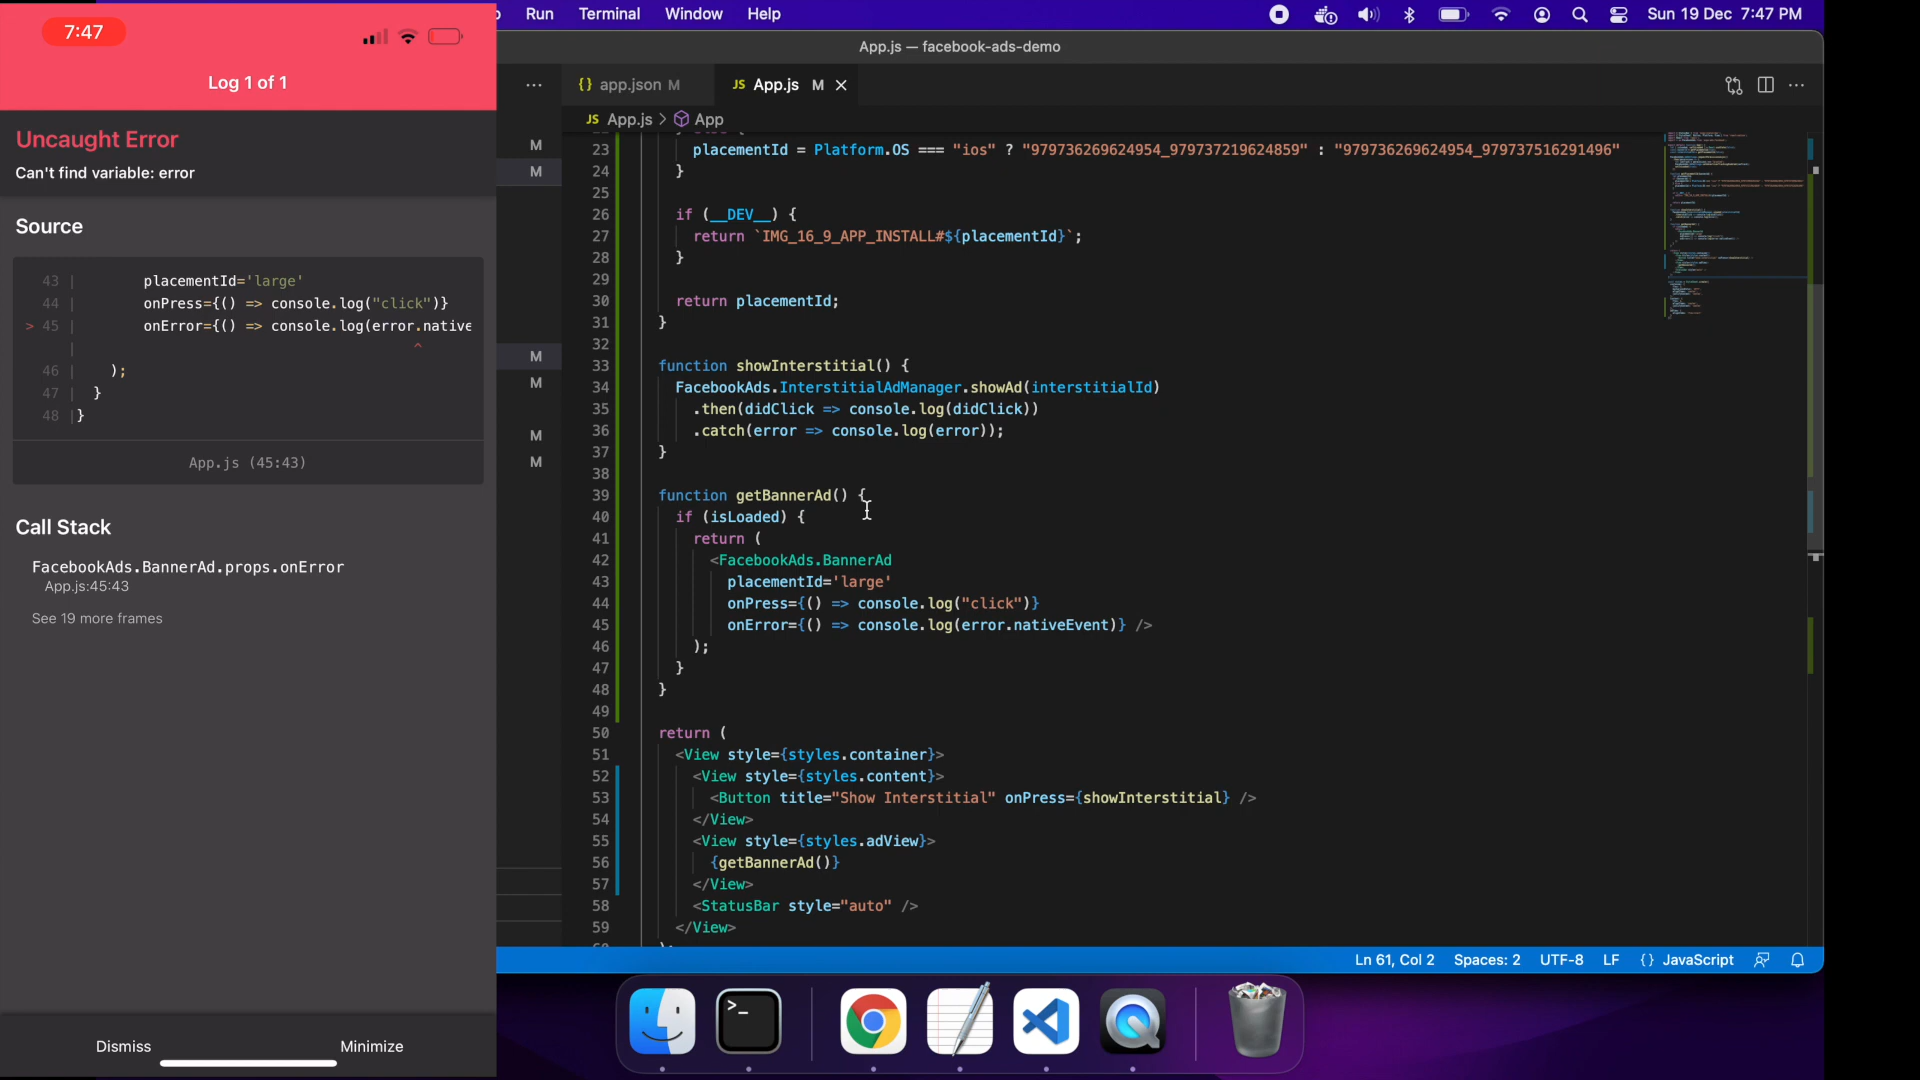 7:47
Log 1 of 1
Uncaught Error
Can't find variable: error
Source
43 | placementId='large'
44 | onPress={() => console.log("click")}
> 45 | onError={() => console.log(error.native
| ^
46 | );
47 | }
48 |}
App.js (45:43)
Call Stack
FacebookAds.BannerAd.props.onError
App.js:45:43
See 19 more frames
Dismiss
Minimize
Run Terminal Window Help
Sun 19 Dec 7:47 PM
App.js — facebook-ads-demo
{} app.json M
JS App.js M
JS App.js > App
M
M
M
M
M
M
23 placementId = Platform.OS === "ios" ? "979736269624954_979737219624859" : "979736269624954_979737516291496"
24 }
25
26 if (__DEV__) {
27 return `IMG_16_9_APP_INSTALL#${placementId}`;
28 }
29
30 return placementId;
31 }
32
33 function showInterstitial() {
34 FacebookAds.InterstitialAdManager.showAd(interstitialId)
35 .then(didClick => console.log(didClick))
36 .catch(error => console.log(error));
37 }
38
39 function getBannerAd() {
40 if (isLoaded) {
41 return (
42 <FacebookAds.BannerAd
43 placementId='large'
44 onPress={() => console.log("click")}
45 onError={() => console.log(error.nativeEvent)} />
46 );
47 }
48 }
49
50 return (
51 <View style={styles.container}>
52 <View style={styles.content}>
53 <Button title="Show Interstitial" onPress={showInterstitial} />
54 </View>
55 <View style={styles.adView}>
56 {getBannerAd()}
57 </View>
58 <StatusBar style="auto" />
59 </View>
Ln 61, Col 2 Spaces: 2 UTF-8 LF {} JavaScript